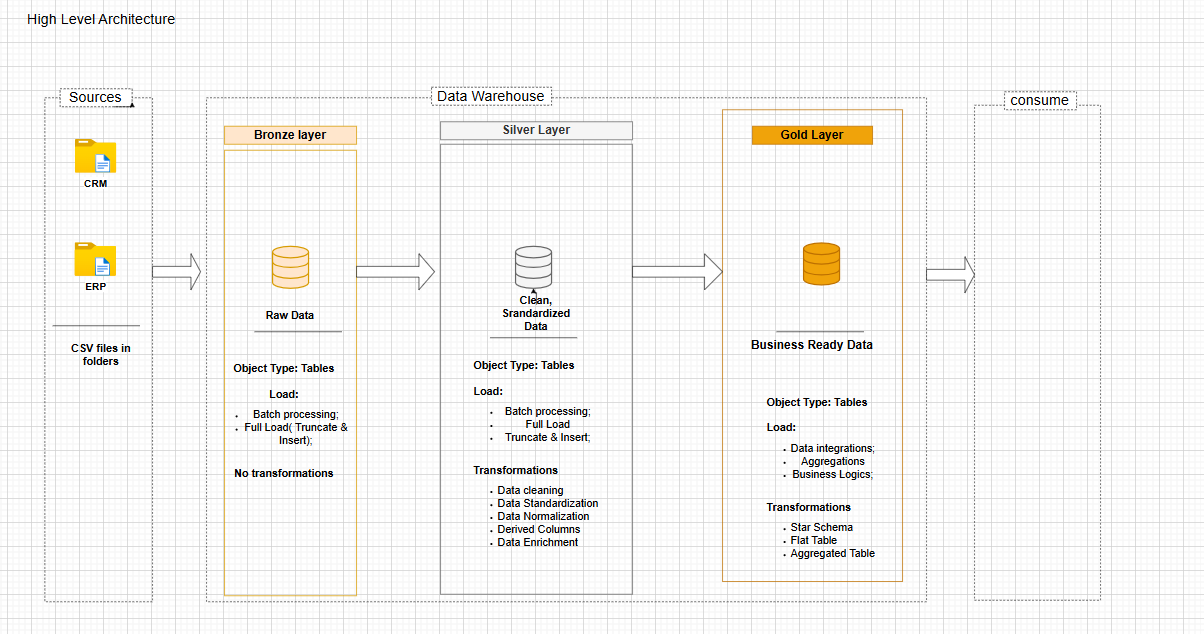 High Level Architecture
Sources
CRM
ERP
CSV files in
folders
Data Warehouse
Bronze layer
Raw Data
Object Type: Tables
Load:
• Batch processing;
• Full Load( Truncate &
Insert);
No transformations
Silver Layer
Clean,
Srandardized
Data
Object Type: Tables
Load:
• Batch processing;
• Full Load
• Truncate & Insert;
Transformations
• Data cleaning
• Data Standardization
• Data Normalization
• Derived Columns
• Data Enrichment
Gold Layer
Business Ready Data
Object Type: Tables
Load:
• Data integrations;
• Aggregations
• Business Logics;
Transformations
• Star Schema
• Flat Table
• Aggregated Table
consume